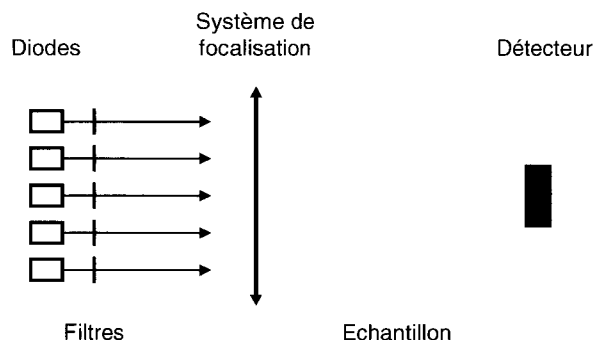 Système de
focalisation
Diodes
Détecteur
Filtres
Echantillon